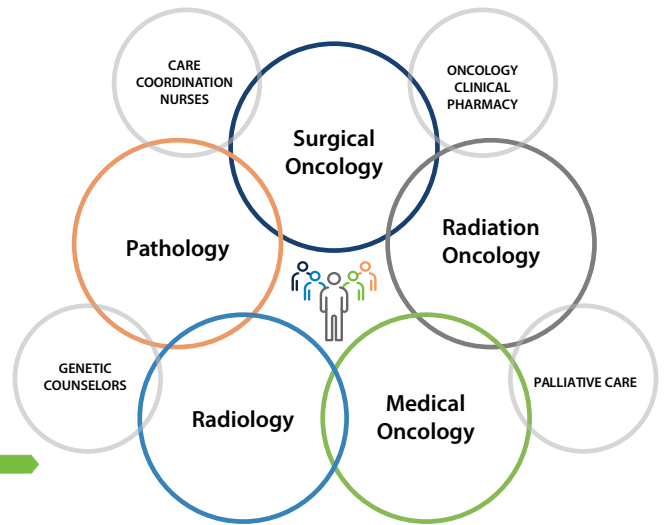 CARE
COORDINATION
NURSES
ONCOLOGY
CLINICAL
PHARMACY
Surgical
Oncology
Pathology
Radiation
Oncology
GENETIC
COUNSELORS
Radiology
Medical
Oncology
PALLIATIVE CARE